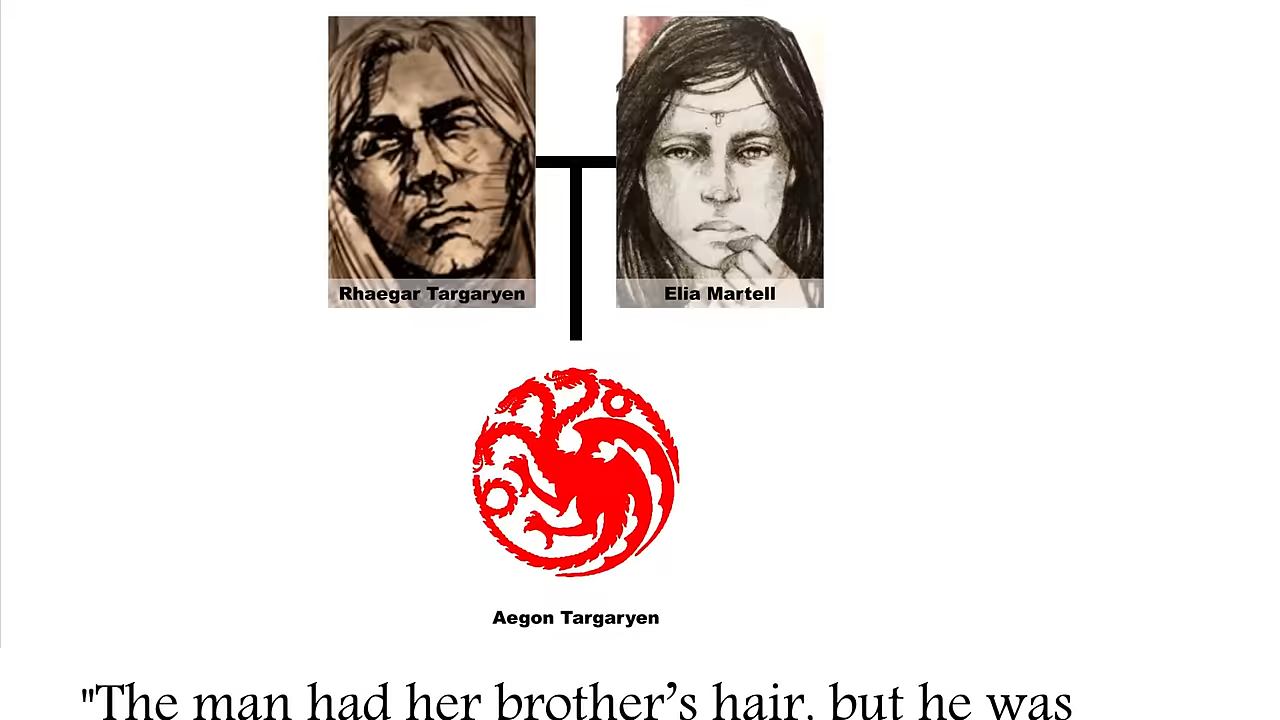 Rhaegar Targaryen
Elia Martell
Aegon Targaryen
"The man had her brother’s hair, but he was